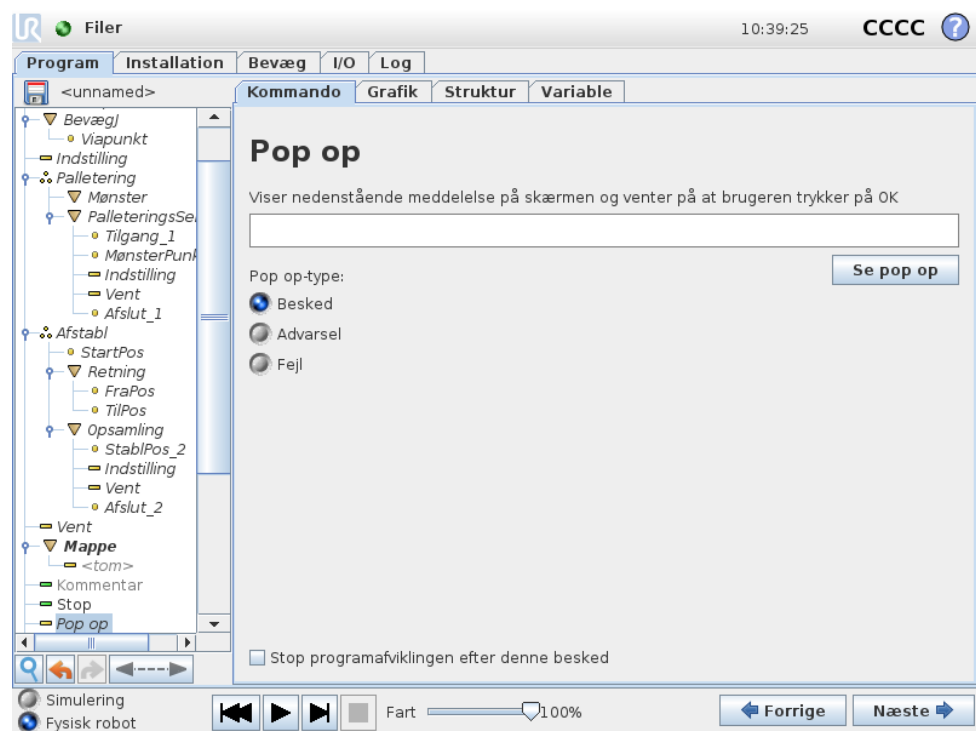 UR Filer 10:39:25 CCCC ?
Program Installation Bevæg I/O Log
<unnamed>
Kommando Grafik Struktur Variable
BevægJ
Viapunkt
Indstilling
Palletering
Mønster
PalleteringsSe
Tilgang_1
MønsterPunk
Indstilling
Vent
Afslut_1
Afstabl
StartPos
Retning
FraPos
TilPos
Opsamling
StablPos_2
Indstilling
Vent
Afslut_2
Vent
Mappe
<tom>
Kommentar
Stop
Pop op
Pop op
Viser nedenstående meddelelse på skærmen og venter på at brugeren trykker på OK
Se pop op
Pop op-type:
Besked
Advarsel
Fejl
Stop programafviklingen efter denne besked
Simulering
Fysisk robot
Fart 100%
Forrige Næste